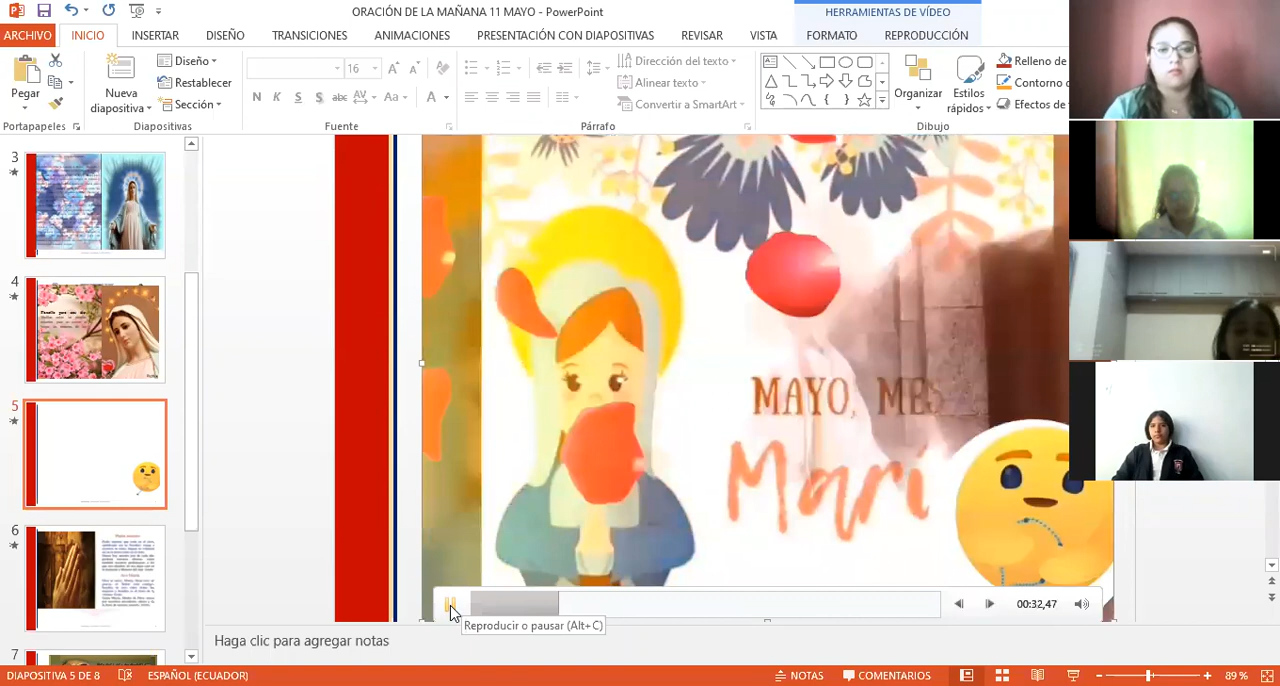 ORACIÓN DE LA MAÑANA 11 MAYO - PowerPoint
HERRAMIENTAS DE VÍDEO
ARCHIVO INICIO INSERTAR DISEÑO TRANSICIONES ANIMACIONES PRESENTACIÓN CON DIAPOSITIVAS REVISAR VISTA FORMATO REPRODUCCIÓN
Pegar
Nueva
diapositiva
Diseño
Restablecer
Sección
16
N K S S abc AV Aa A
Dirección del texto
Alinear texto
Convertir a SmartArt
Organizar
Estilos
rápidos
Relleno de
Contorno
Efectos de
Portapapeles Diapositivas Fuente Párrafo Dibujo
3
4
5
6
7
MAYO, MES
Mari
00:32,47
Reproducir o pausar (Alt+C)
Haga clic para agregar notas
DIAPOSITIVA 5 DE 8 ESPAÑOL (ECUADOR) NOTAS COMENTARIOS 89 %